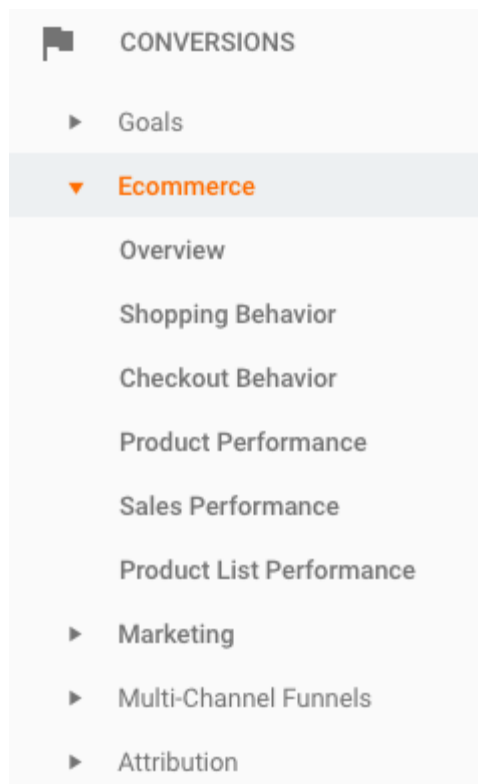 CONVERSIONS
Goals
Ecommerce
Overview
Shopping Behavior
Checkout Behavior
Product Performance
Sales Performance
Product List Performance
Marketing
Multi-Channel Funnels
Attribution